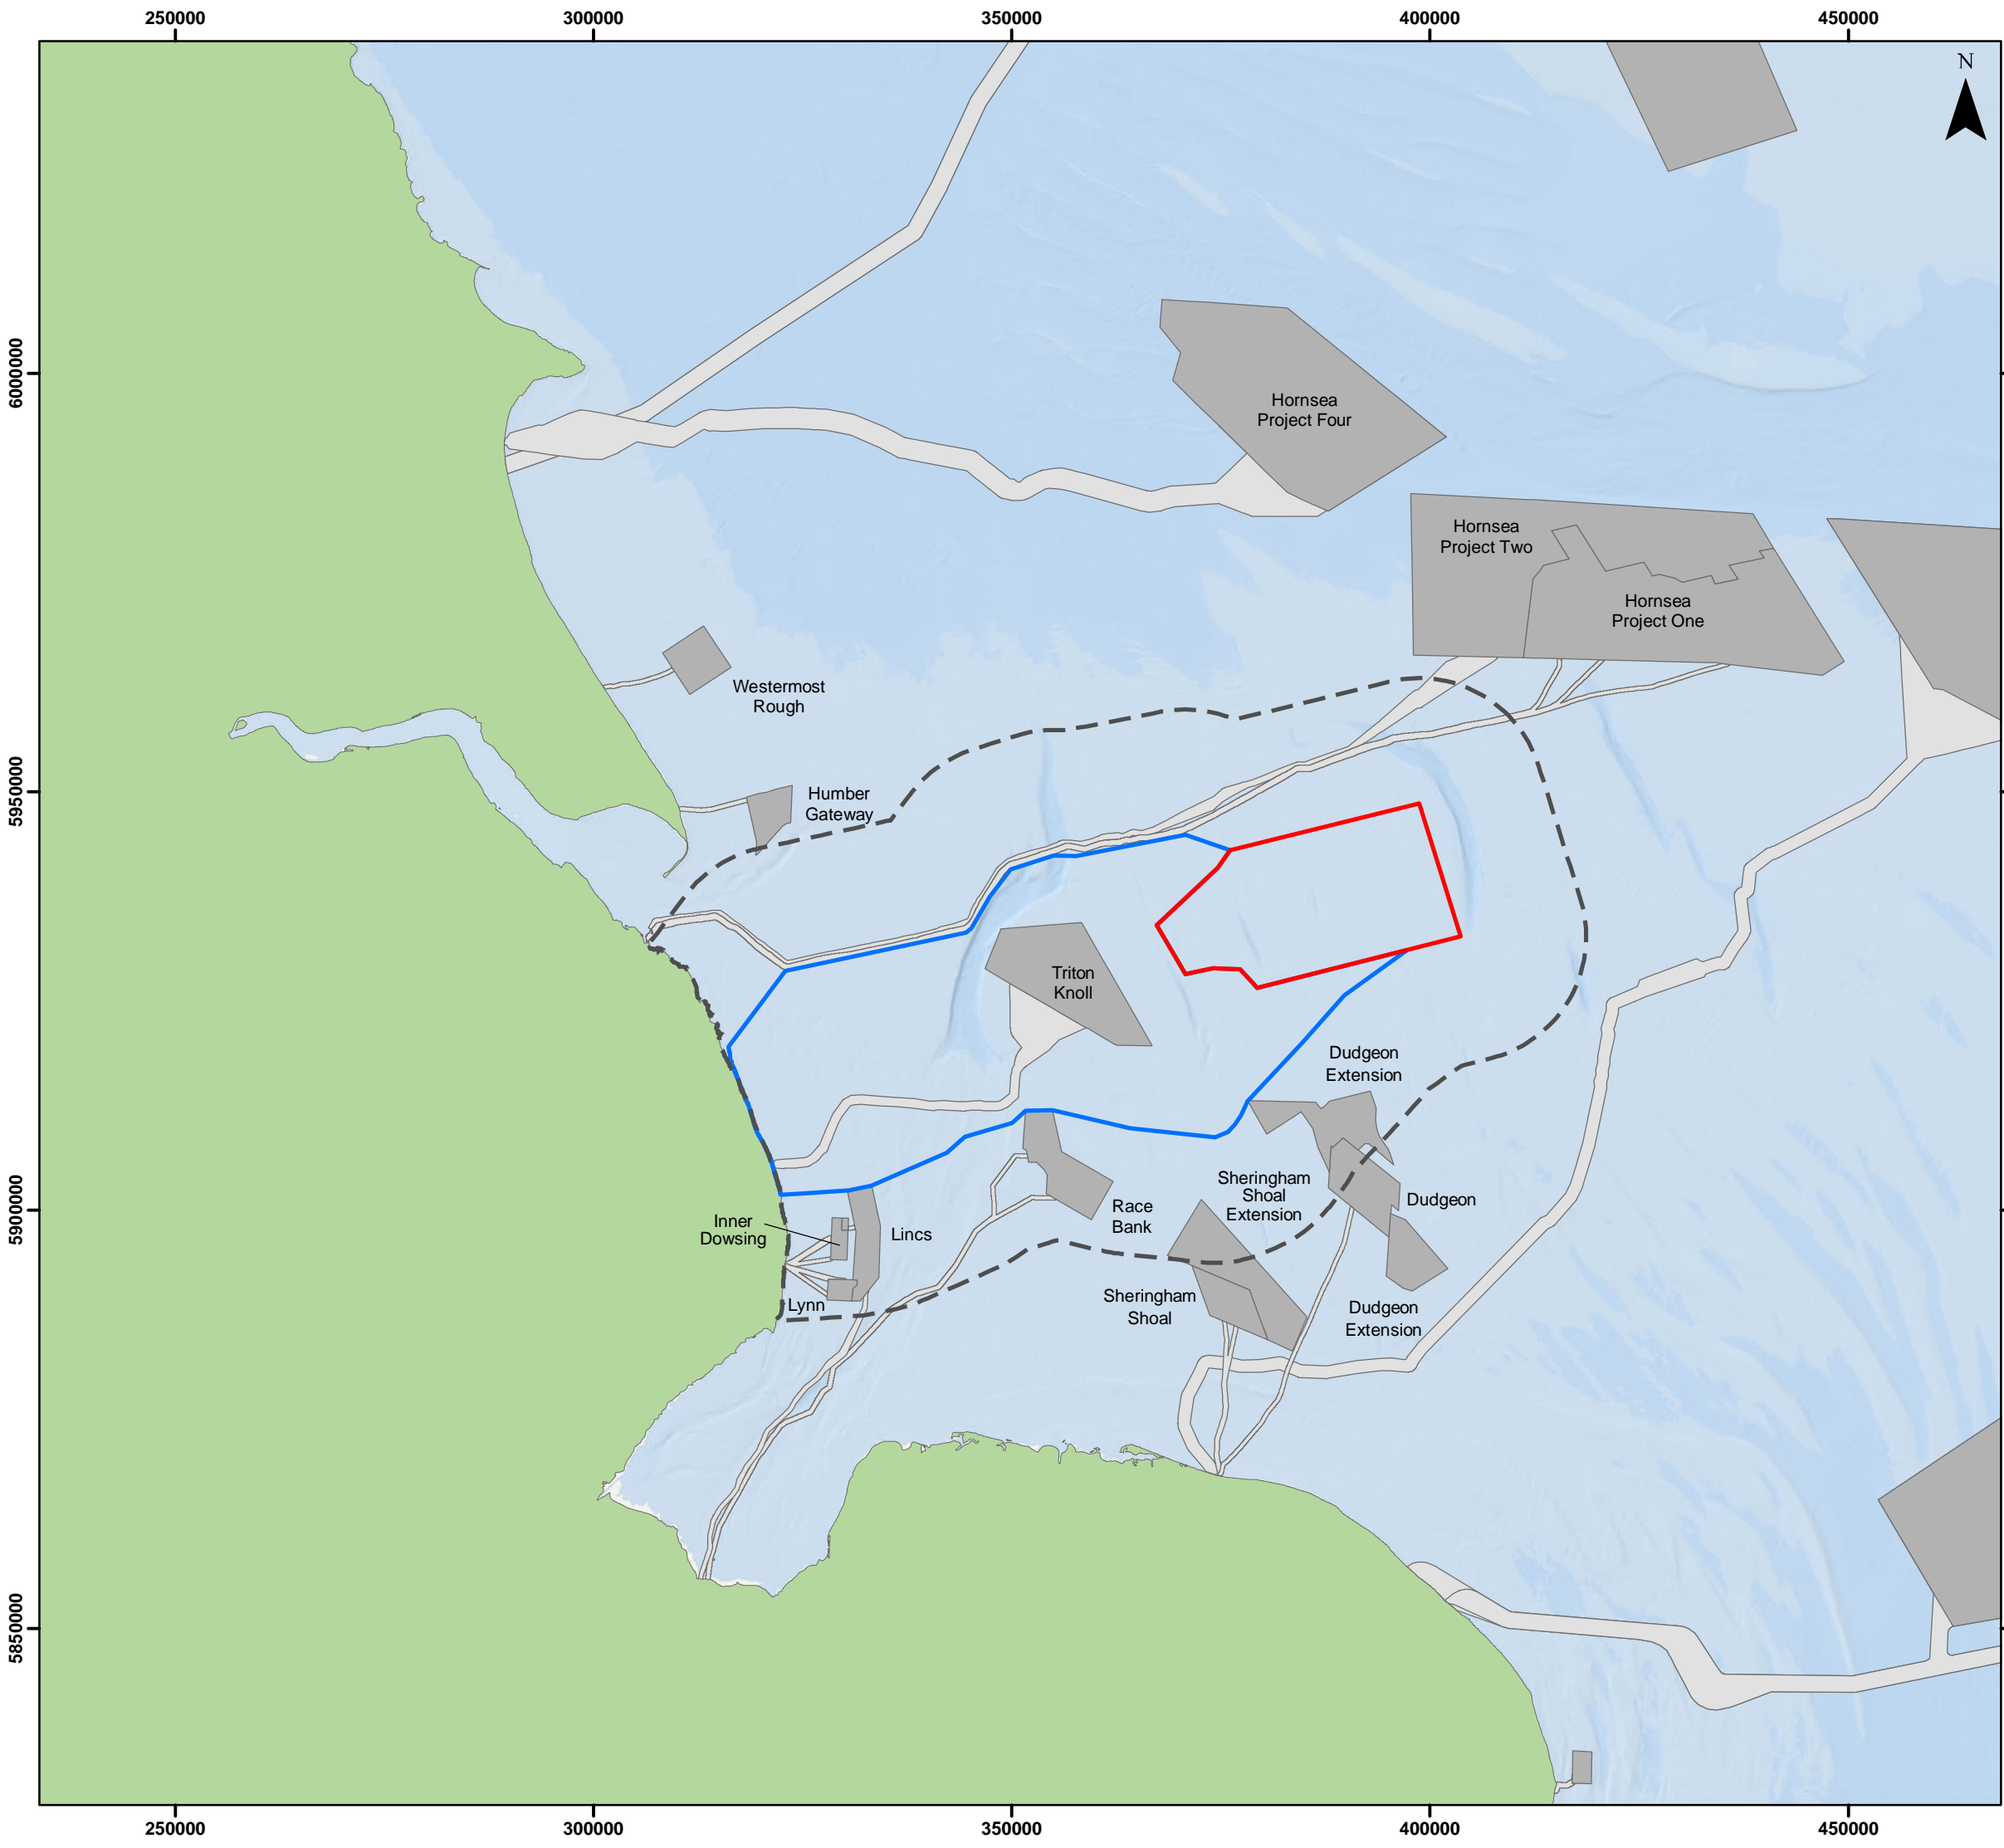 250000
300000
350000
400000
450000
N
6000000
Hornsea
Project Four
Hornsea
Project Two
Hornsea
Project One
Westermost
Rough
5950000
Humber
Gateway
Triton
Knoll
Dudgeon
Extension
Sheringham
Shoal
Extension
Dudgeon
5900000
Race
Bank
Inner
Dowsing
Lincs
Lynn
Sheringham
Shoal
Dudgeon
Extension
5850000
250000
300000
350000
400000
450000